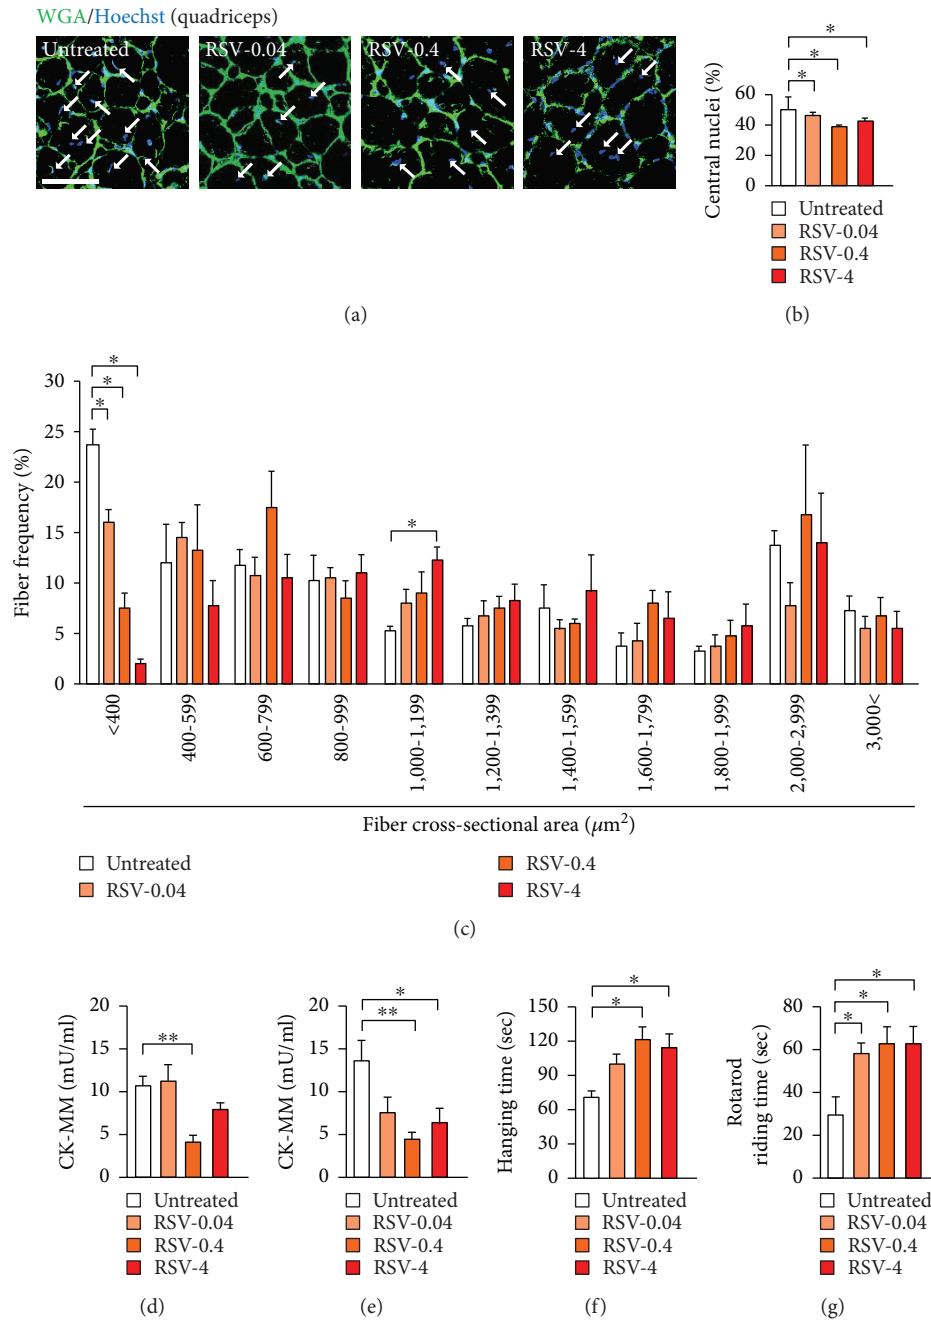 WGA/Hoechst (quadriceps)
Untreated
RSV-0.04
RSV-0.4
RSV-4
(a)
*
*
*
Central nuclei (%)
60
40
20
0
Untreated
RSV-0.04
RSV-0.4
RSV-4
(b)
*
*
*
*
Fiber frequency (%)
30
25
20
15
10
5
0
<400
400-599
600-799
800-999
1,000-1,199
1,200-1,399
1,400-1,599
1,600-1,799
1,800-1,999
2,000-2,999
3,000<
Fiber cross-sectional area (μm²)
Untreated
RSV-0.04
RSV-0.4
RSV-4
(c)
**
CK-MM (mU/ml)
20
15
10
5
0
Untreated
RSV-0.04
RSV-0.4
RSV-4
(d)
*
**
CK-MM (mU/ml)
20
15
10
5
0
Untreated
RSV-0.04
RSV-0.4
RSV-4
(e)
*
*
Hanging time (sec)
150
120
90
60
30
0
Untreated
RSV-0.04
RSV-0.4
RSV-4
(f)
*
*
*
Rotarod
riding time (sec)
80
60
40
20
0
Untreated
RSV-0.04
RSV-0.4
RSV-4
(g)